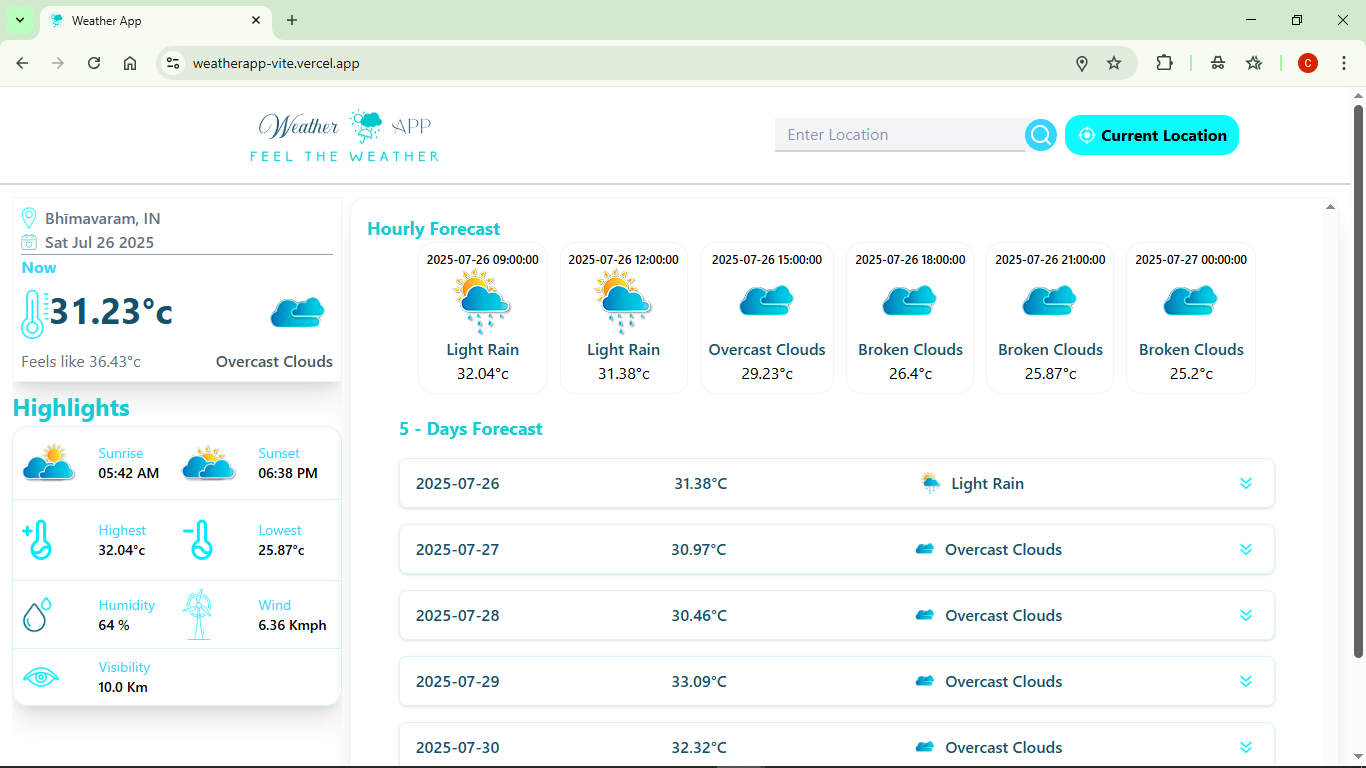 Weather App
weatherapp-vite.vercel.app
C
Weather APP
FEEL THE WEATHER
Enter Location
Current Location
Bhīmavaram, IN
Sat Jul 26 2025
Now
31.23°c
Feels like 36.43°c Overcast Clouds
Highlights
Sunrise Sunset
05:42 AM 06:38 PM
Highest Lowest
32.04°c 25.87°c
Humidity Wind
64 % 6.36 Kmph
Visibility
10.0 Km
Hourly Forecast
2025-07-26 09:00:00 2025-07-26 12:00:00 2025-07-26 15:00:00 2025-07-26 18:00:00 2025-07-26 21:00:00 2025-07-27 00:00:00
Light Rain Light Rain Overcast Clouds Broken Clouds Broken Clouds Broken Clouds
32.04°c 31.38°c 29.23°c 26.4°c 25.87°c 25.2°c
5 - Days Forecast
2025-07-26 31.38°C Light Rain
2025-07-27 30.97°C Overcast Clouds
2025-07-28 30.46°C Overcast Clouds
2025-07-29 33.09°C Overcast Clouds
2025-07-30 32.32°C Overcast Clouds